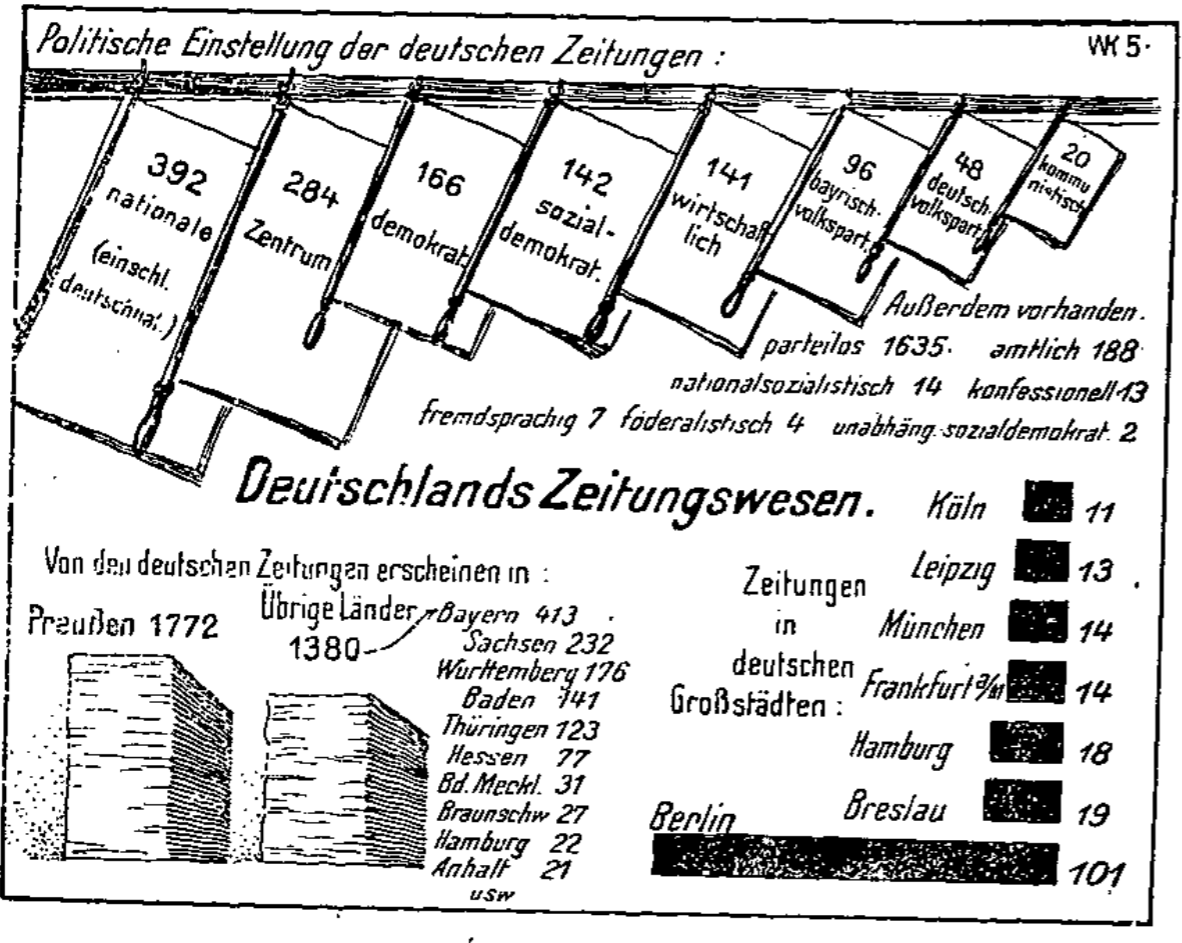 Politische Einstellung der deutschen Zeitungen :
WK 5.
392
nationale
(einschl.
deutschnat.)
284
Zentrum
166
demokrat.
142
sozial-
demokrat.
141
wirtschaft
lich
96
bayrisch-
volkspart.
48
deutsch-
volkspart.
20
kommu
nistisch
Außerdem vorhanden.
parteilos 1635. amtlich 188
nationalsozialistisch 14 konfessionell 13
fremdsprachig 7 föderalistisch 4 unabhäng. sozialdemokrat. 2
Deutschlands Zeitungswesen.
Von den deutschen Zeitungen erscheinen in :
Preußen 1772
Übrige Länder
1380
Bayern 413
Sachsen 232
Württemberg 176
Baden 141
Thüringen 123
Hessen 77
Bd. Meckl. 31
Braunschw 27
Hamburg 22
Anhalt 21
usw
Zeitungen
in
deutschen
Großstädten :
Köln 11
Leipzig 13
München 14
Frankfurt a/M 14
Hamburg 18
Breslau 19
Berlin 101